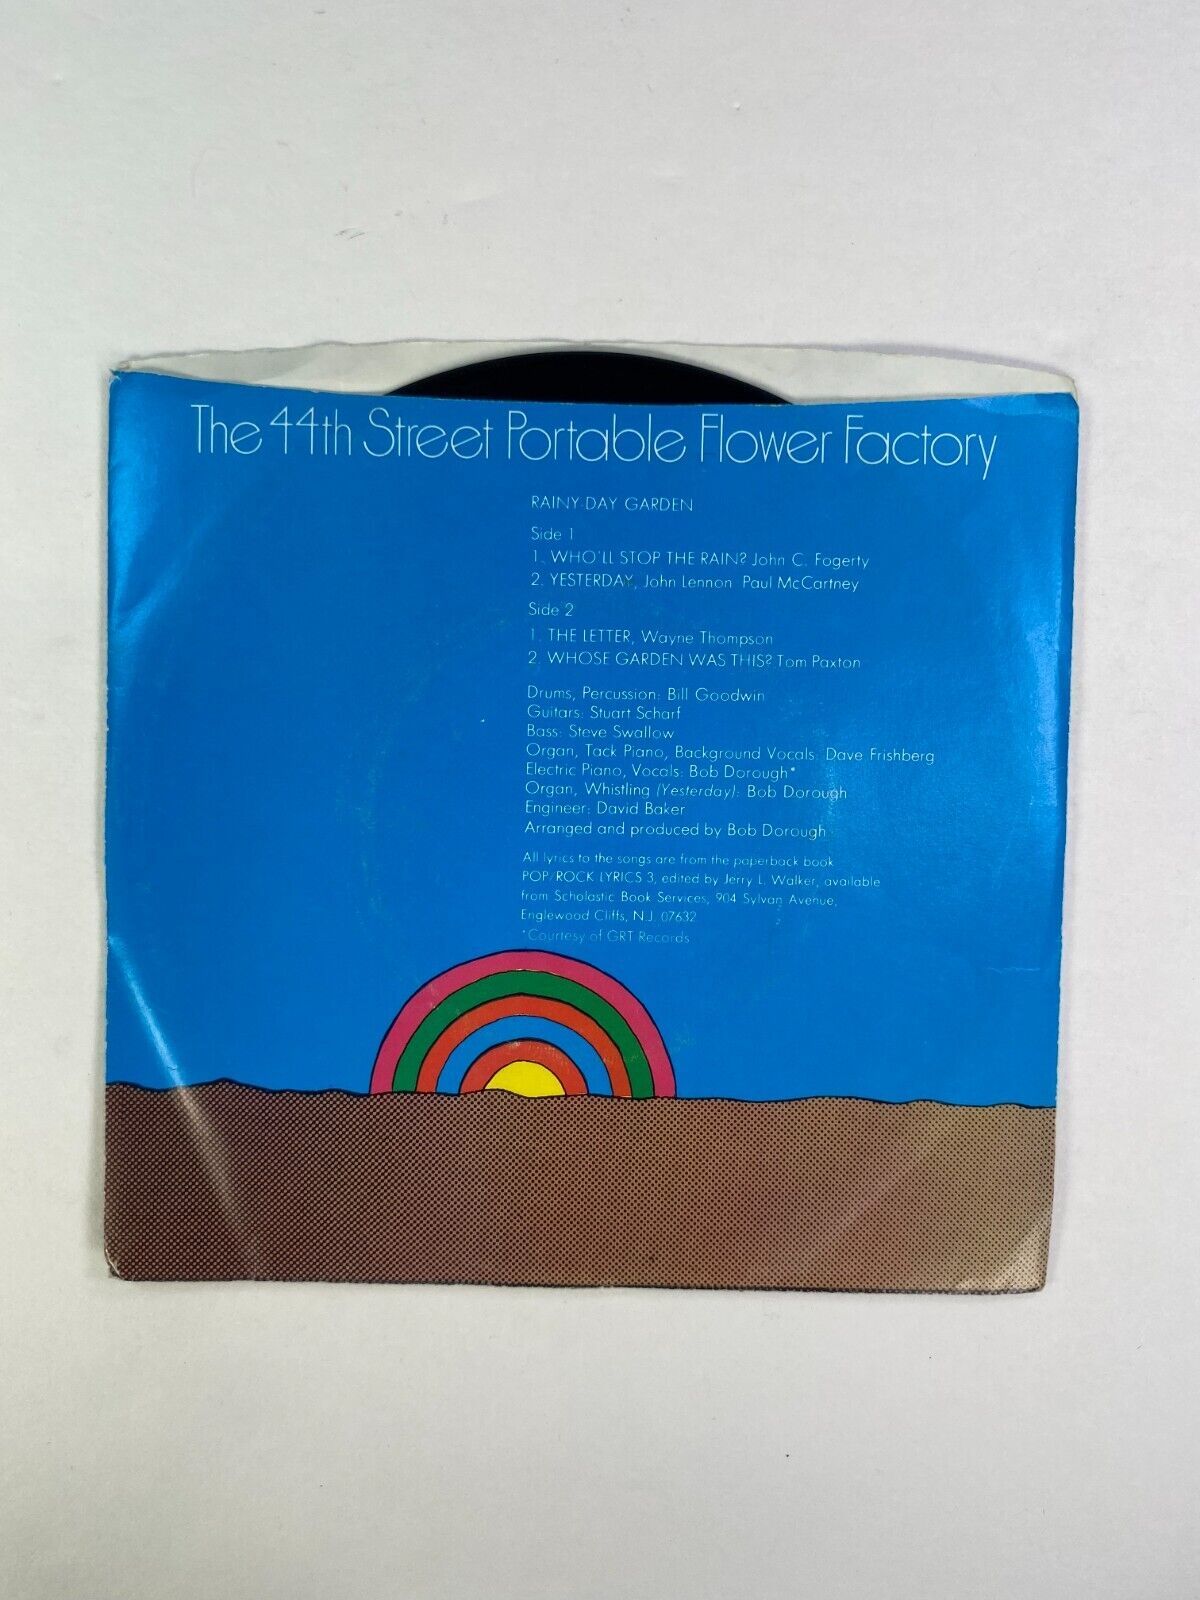 The 44th Street Portable Flower Factory
RAINY-DAY GARDEN
Side 1
1. WHO'LL STOP THE RAIN? John C. Fogerty
2. YESTERDAY, John Lennon Paul McCartney
Side 2
1. THE LETTER, Wayne Thompson
2. WHOSE GARDEN WAS THIS? Tom Paxton
Drums, Percussion: Bill Goodwin
Guitars: Stuart Scharf
Bass: Steve Swallow
Organ, Tack Piano, Background Vocals: Dave Frishberg
Electric Piano, Vocals: Bob Dorough*
Organ, Whistling (Yesterday): Bob Dorough
Engineer: David Baker
Arranged and produced by Bob Dorough
All lyrics to the songs are from the paperback book
POP/ROCK LYRICS 3, edited by Jerry L. Walker, available
from Scholastic Book Services, 904 Sylvan Avenue,
Englewood Cliffs, N.J. 07632
*Courtesy of GRT Records